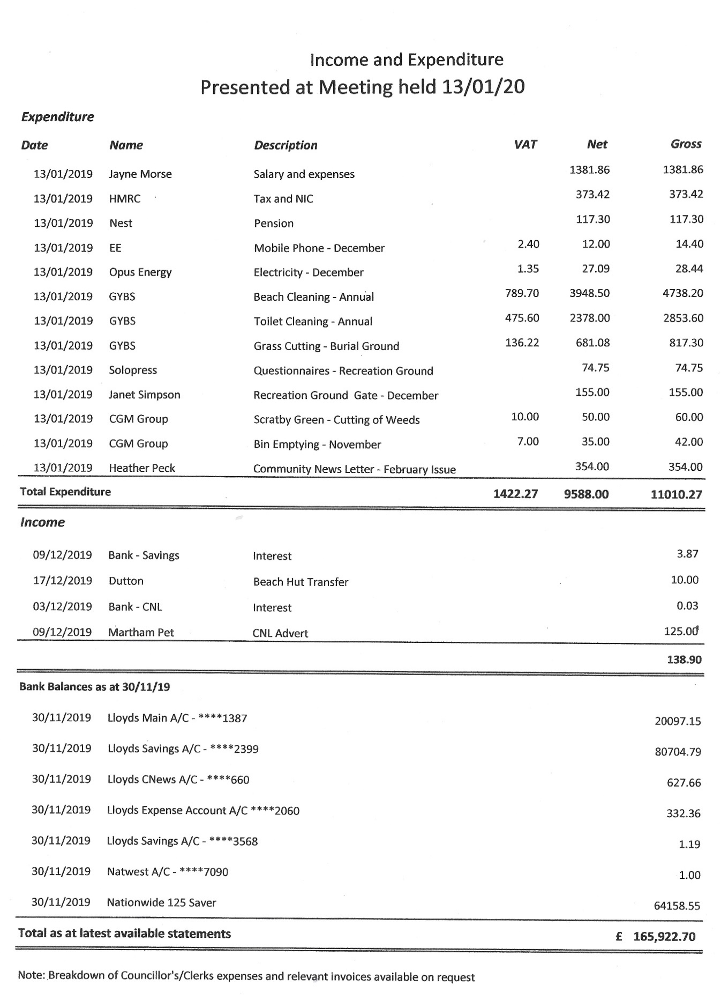 Income and Expenditure
Presented at Meeting held 13/01/20
Expenditure
Date Name Description VAT Net Gross
13/01/2019 Jayne Morse Salary and expenses 1381.86 1381.86
13/01/2019 HMRC Tax and NIC 373.42 373.42
13/01/2019 Nest Pension 117.30 117.30
13/01/2019 EE Mobile Phone - December 2.40 12.00 14.40
13/01/2019 Opus Energy Electricity - December 1.35 27.09 28.44
13/01/2019 GYBS Beach Cleaning - Annual 789.70 3948.50 4738.20
13/01/2019 GYBS Toilet Cleaning - Annual 475.60 2378.00 2853.60
13/01/2019 GYBS Grass Cutting - Burial Ground 136.22 681.08 817.30
13/01/2019 Solopress Questionnaires - Recreation Ground 74.75 74.75
13/01/2019 Janet Simpson Recreation Ground Gate - December 155.00 155.00
13/01/2019 CGM Group Scratby Green - Cutting of Weeds 10.00 50.00 60.00
13/01/2019 CGM Group Bin Emptying - November 7.00 35.00 42.00
13/01/2019 Heather Peck Community News Letter - February Issue 354.00 354.00
Total Expenditure 1422.27 9588.00 11010.27
Income
09/12/2019 Bank - Savings Interest 3.87
17/12/2019 Dutton Beach Hut Transfer 10.00
03/12/2019 Bank - CNL Interest 0.03
09/12/2019 Martham Pet CNL Advert 125.00
138.90
Bank Balances as at 30/11/19
30/11/2019 Lloyds Main A/C - ****1387 20097.15
30/11/2019 Lloyds Savings A/C - ****2399 80704.79
30/11/2019 Lloyds CNews A/C - ****660 627.66
30/11/2019 Lloyds Expense Account A/C ****2060 332.36
30/11/2019 Lloyds Savings A/C - ****3568 1.19
30/11/2019 Natwest A/C - ****7090 1.00
30/11/2019 Nationwide 125 Saver 64158.55
Total as at latest available statements £ 165,922.70
Note: Breakdown of Councillor's/Clerks expenses and relevant invoices available on request